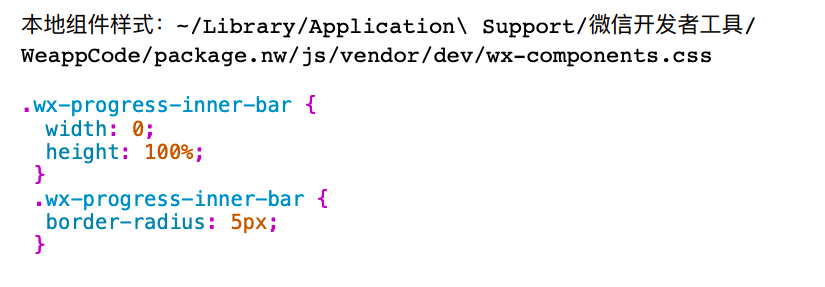 本地组件样式：~/Library/Application\ Support/微信开发者工具/
WeappCode/package.nw/js/vendor/dev/wx-components.css
.wx-progress-inner-bar {
width: 0;
height: 100%;
}
.wx-progress-inner-bar {
border-radius: 5px;
}